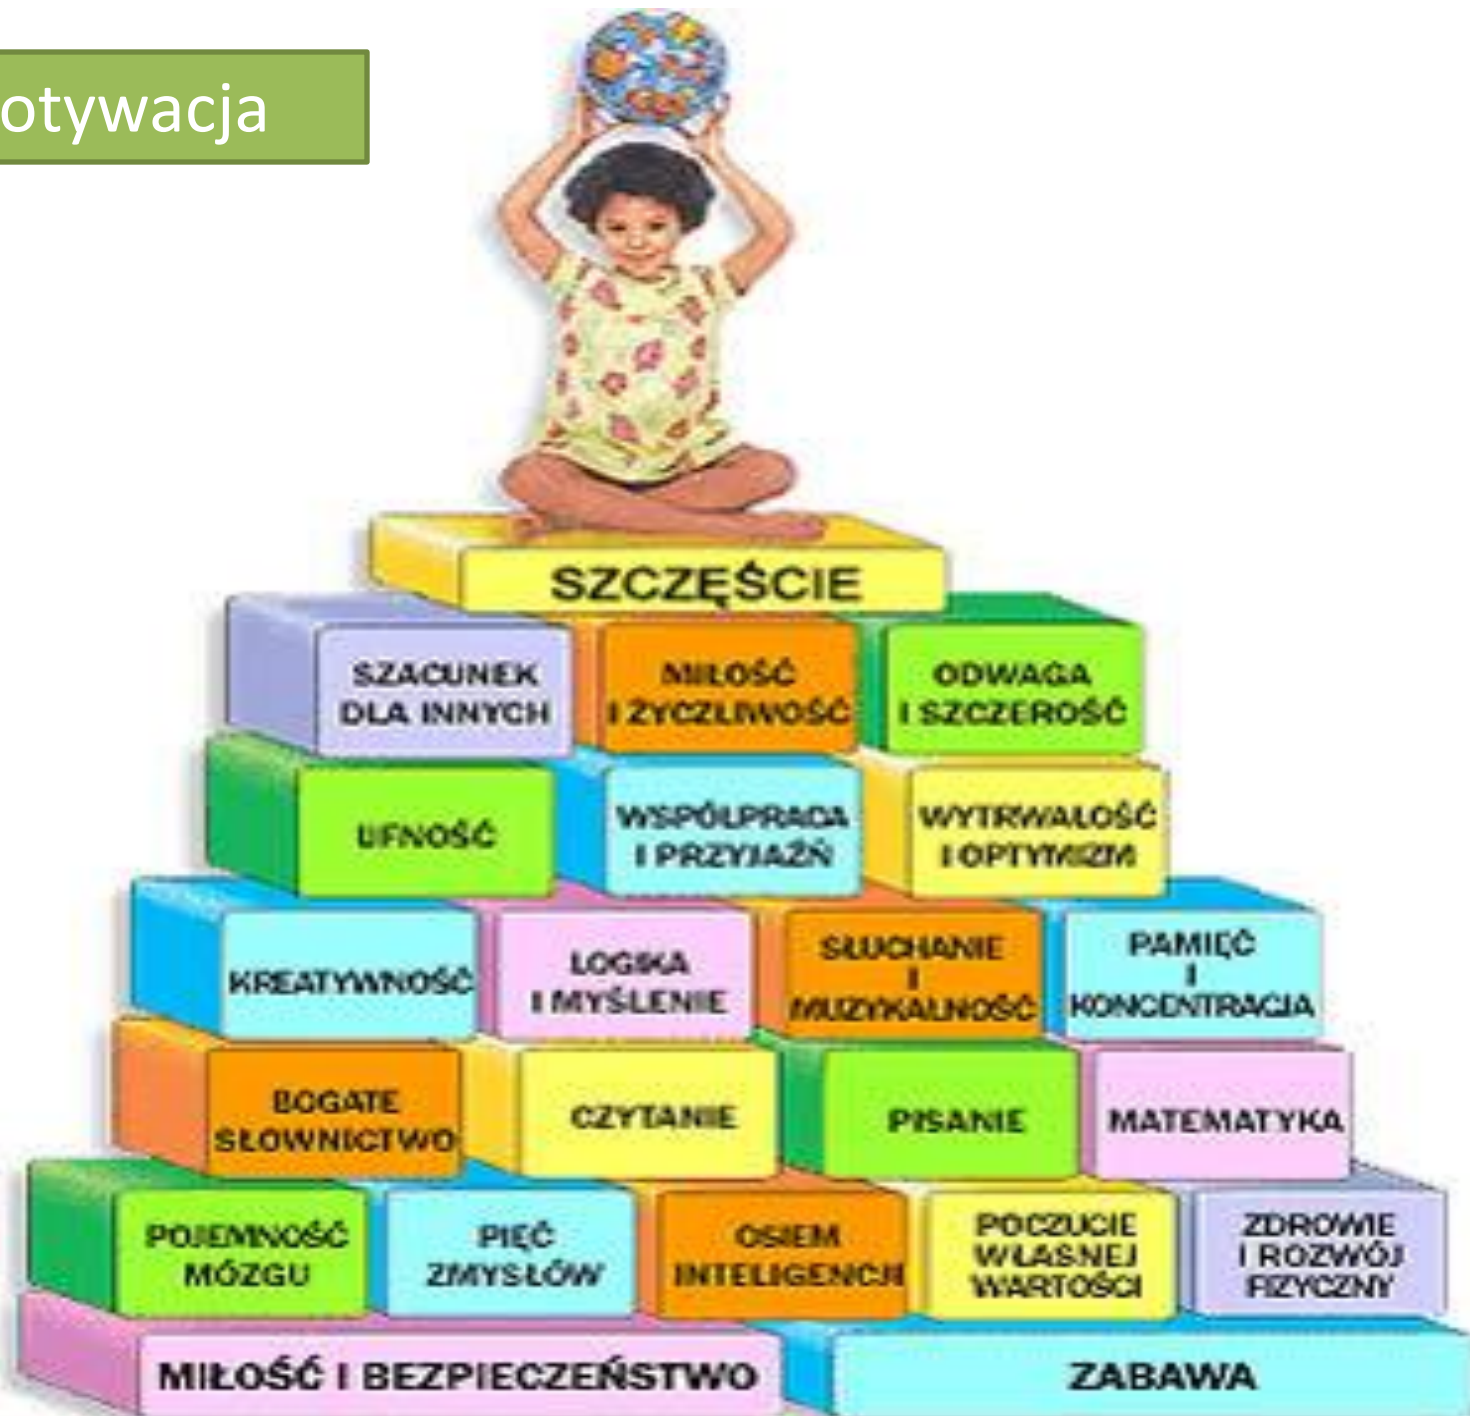 otywacja
SZCZĘŚCIE
SZACUNEK
DLA INNYCH
MIŁOŚĆ
I ŻYCZLIWOŚĆ
ODWAGA
I SZCZEROŚĆ
UFNOŚĆ
WSPÓŁPRACA
I PRZYJAŹŃ
WYTRWAŁOŚĆ
I OPTYMIZM
KREATYWNOŚĆ
LOGIKA
I MYŚLENIE
SŁUCHANIE
I
MUZYKALNOŚĆ
PAMIĘĆ
I
KONCENTRACJA
BOGATE
SŁOWNICTWO
CZYTANIE
PISANIE
MATEMATYKA
POJEMNOŚĆ
MÓZGU
PIĘĆ
ZMYSŁÓW
OSIEM
INTELIGENCJI
POCZUCIE
WŁASNEJ
WARTOŚCI
ZDROWIE
I ROZWÓJ
FIZYCZNY
MIŁOŚĆ I BEZPIECZEŃSTWO
ZABAWA